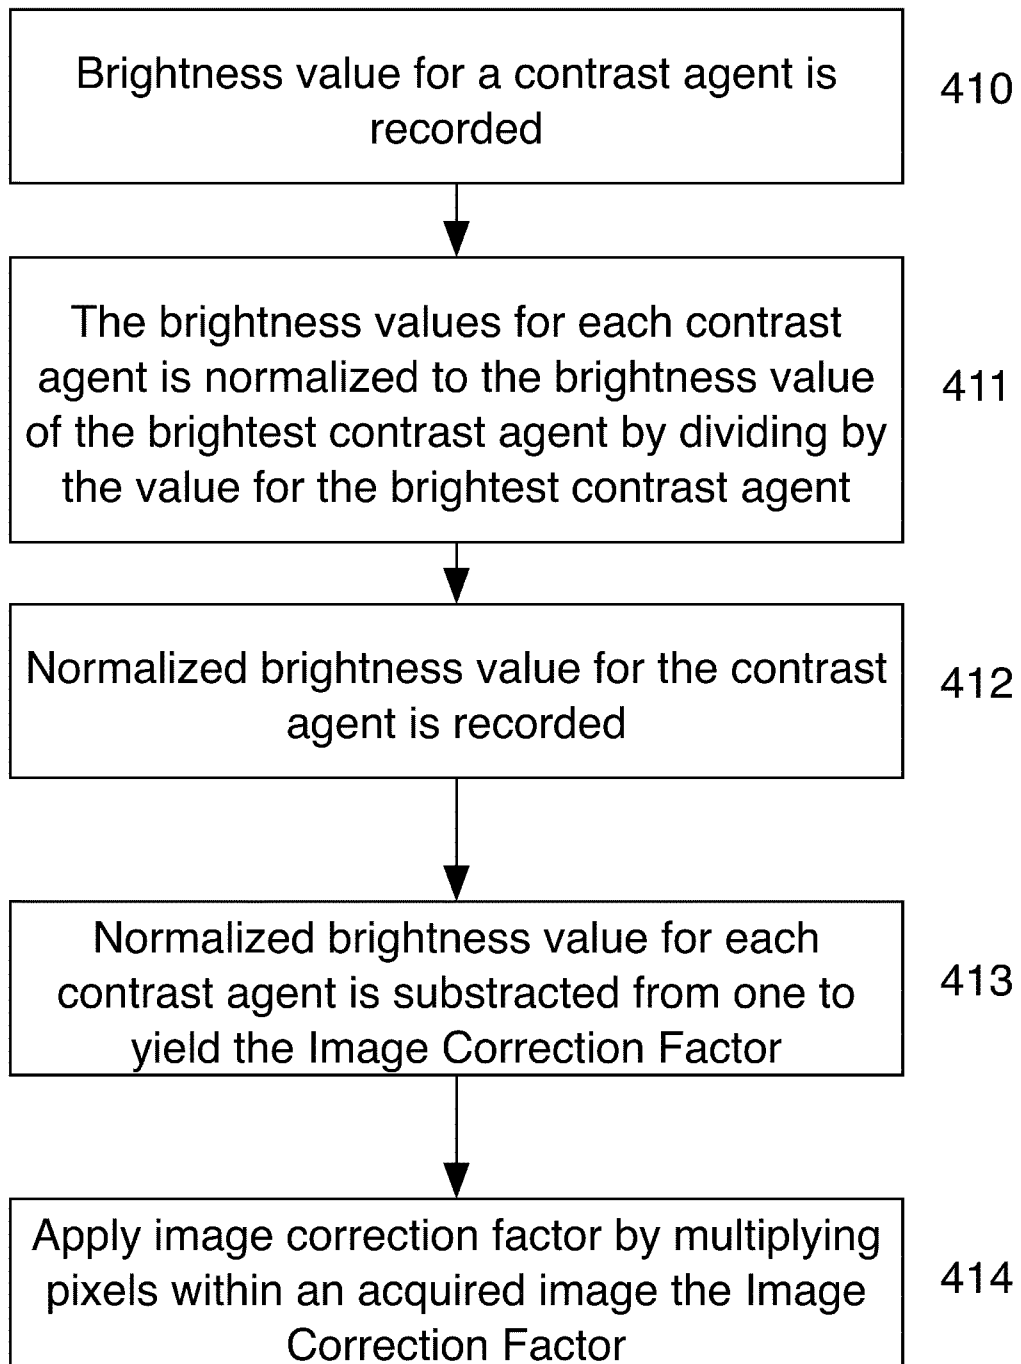 Brightness value for a contrast agent is
recorded
410
The brightness values for each contrast
agent is normalized to the brightness value
of the brightest contrast agent by dividing by
the value for the brightest contrast agent
411
Normalized brightness value for the contrast
agent is recorded
412
Normalized brightness value for each
contrast agent is substracted from one to
yield the Image Correction Factor
413
Apply image correction factor by multiplying
pixels within an acquired image the Image
Correction Factor
414